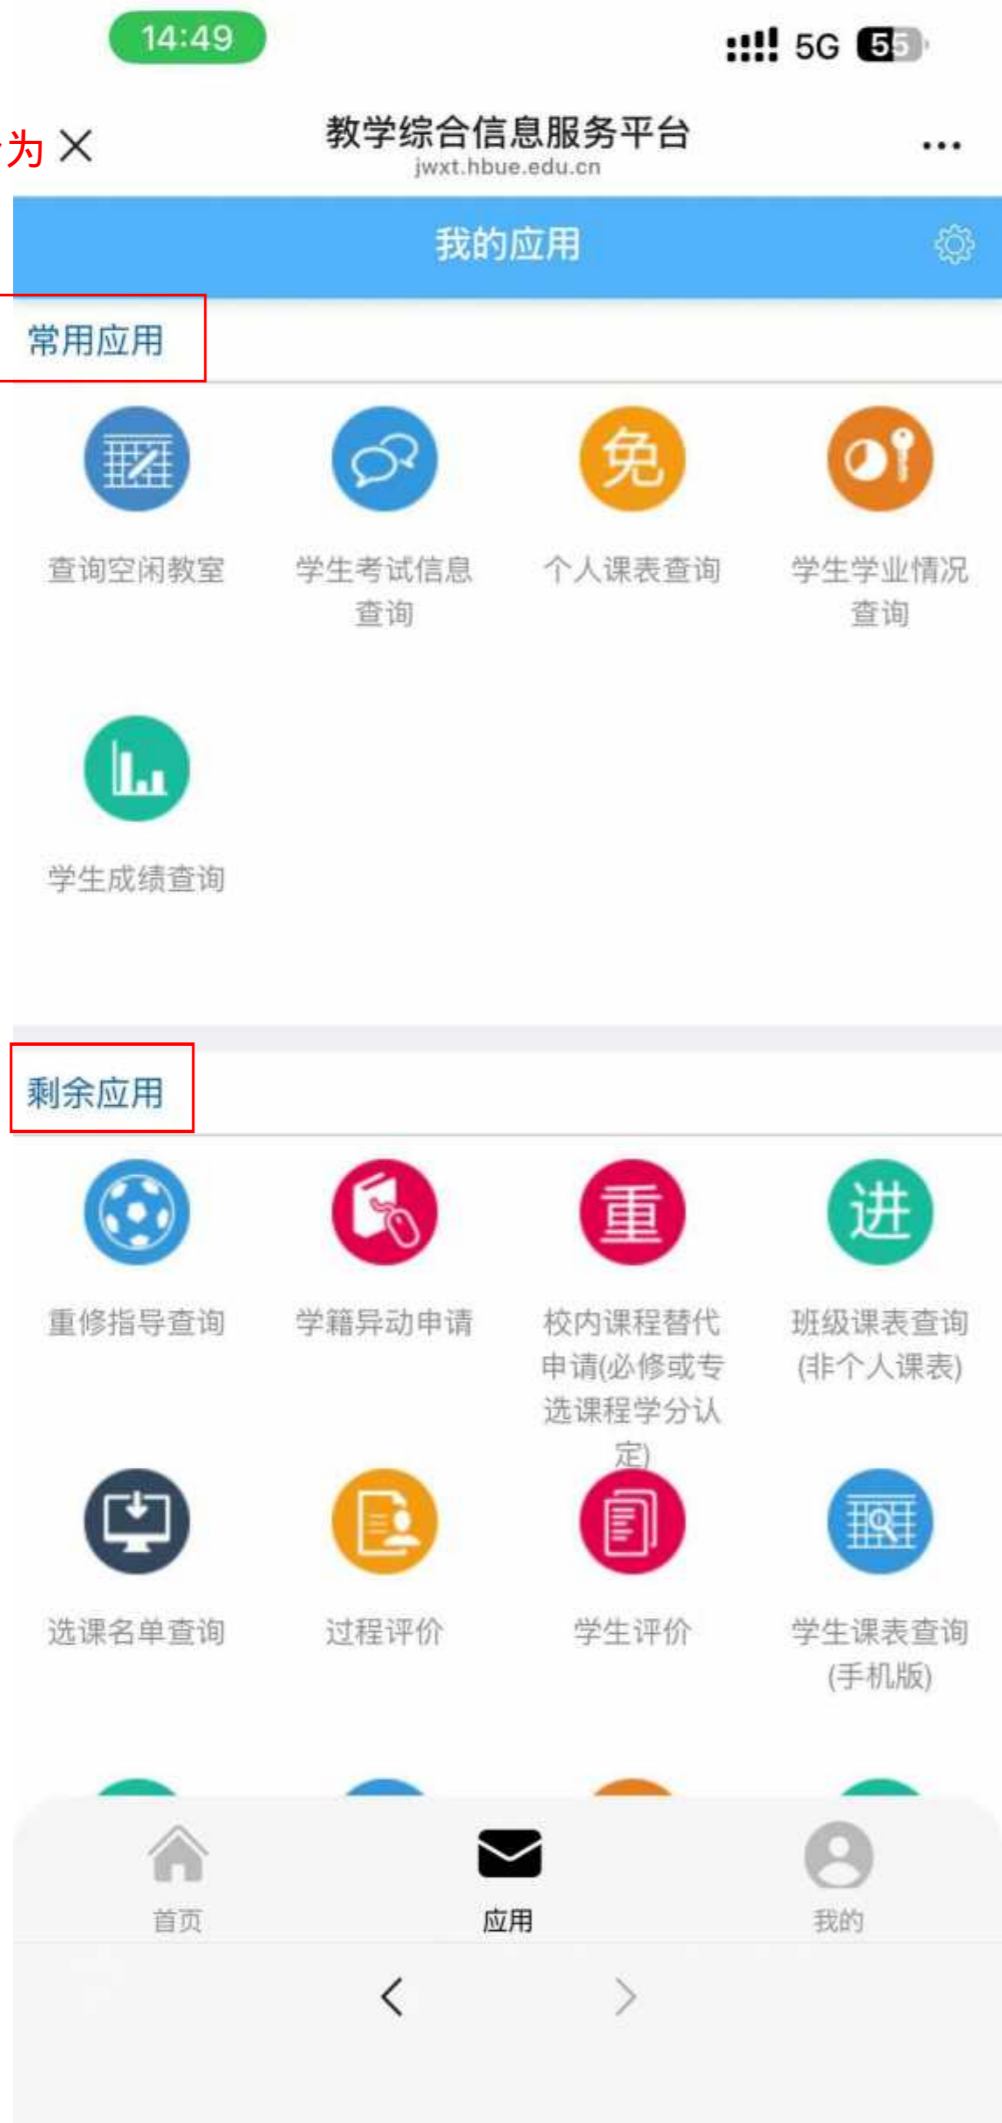 14:49
5G 55
为
教学综合信息服务平台
jwxt.hbue.edu.cn
我的应用
常用应用
免
查询空闲教室
学生考试信息
查询
个人课表查询
学生学业情况
查询
学生成绩查询
剩余应用
重
进
重修指导查询
学籍异动申请
校内课程替代
申请(必修或专
选课程学分认
定)
班级课表查询
(非个人课表)
选课名单查询
过程评价
学生评价
学生课表查询
(手机版)
首页
应用
我的